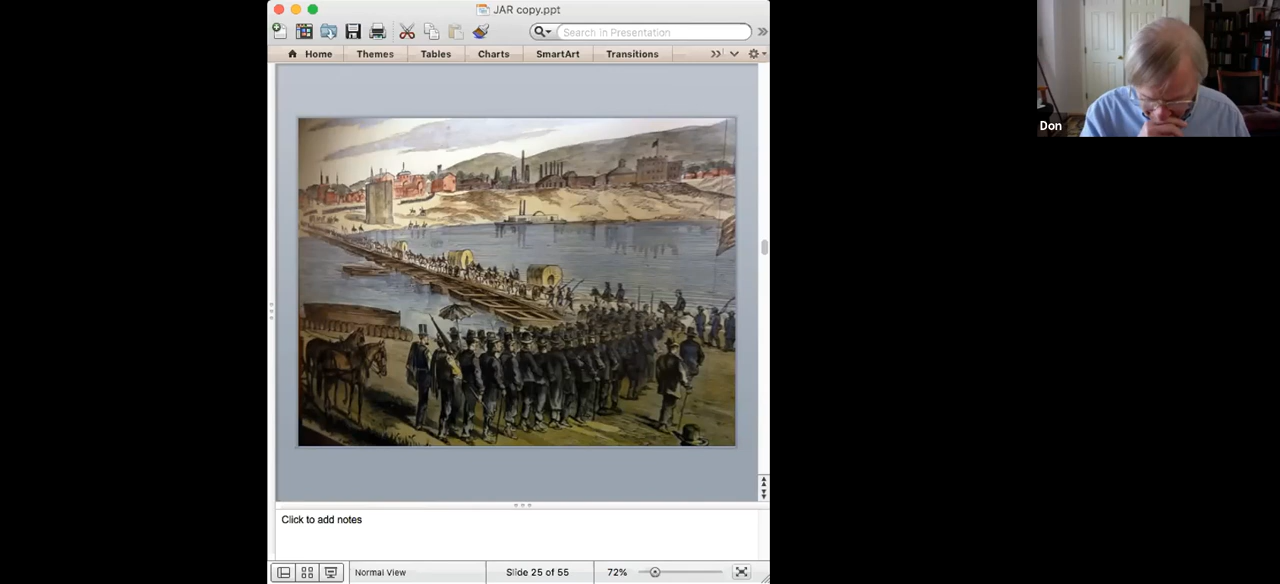 JAR copy.ppt
Search in Presentation
Home Themes Tables Charts SmartArt Transitions
Don
Click to add notes
Normal View Slide 25 of 55 72%